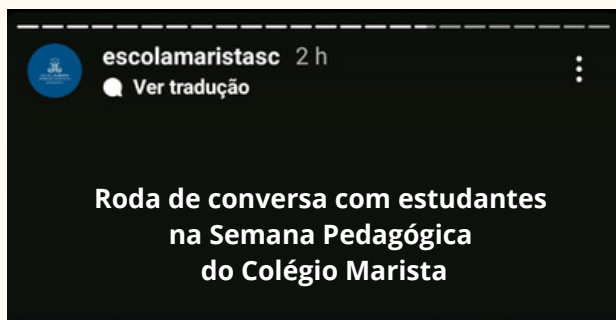 escolamaristasc 2 h
Ver tradução
Roda de conversa com estudantes
na Semana Pedagógica
do Colégio Marista